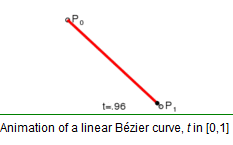 P0
t=.96 P1
Animation of a linear Bézier curve, t in [0,1]